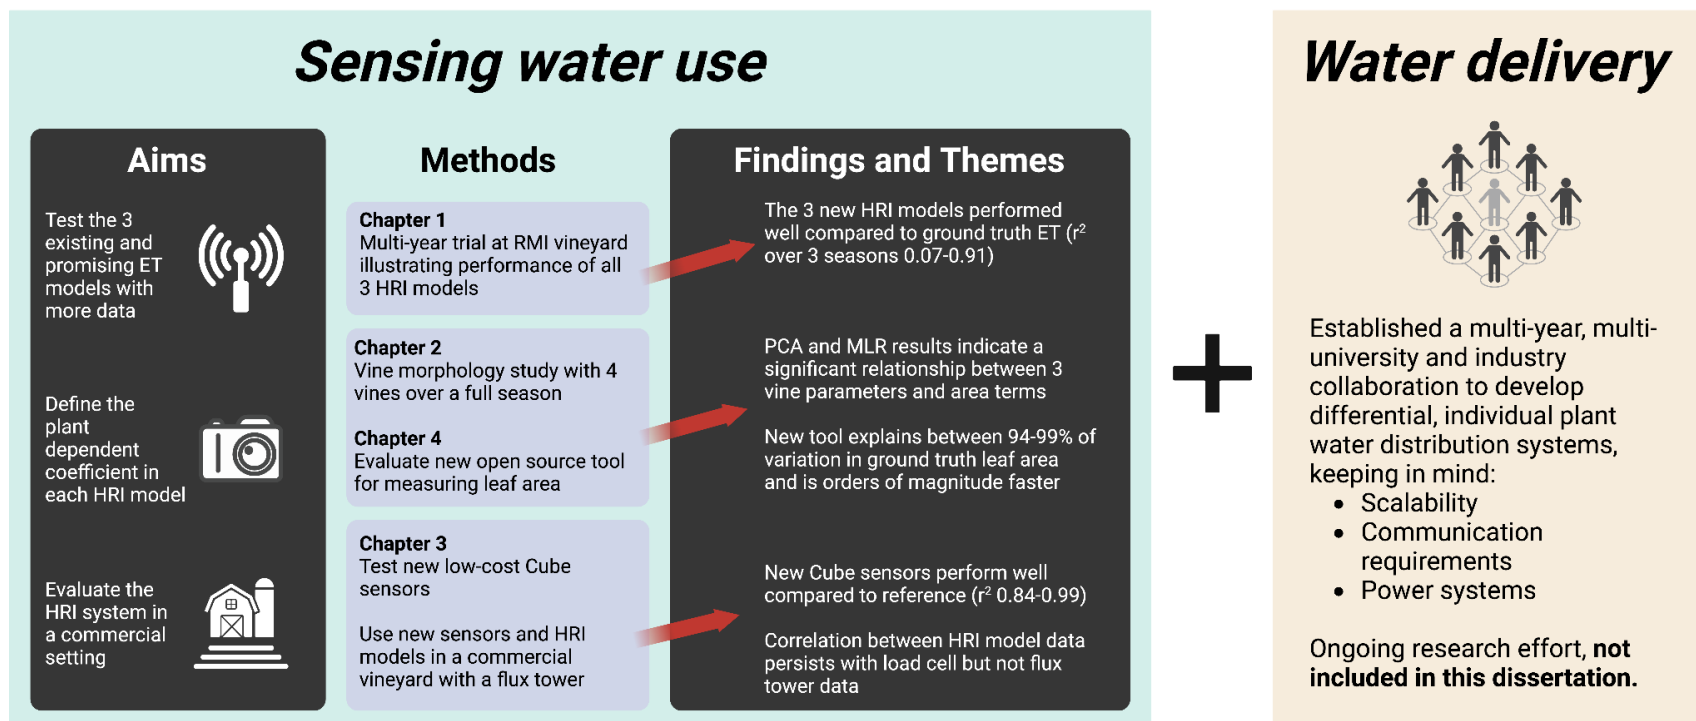 Sensing water use
Aims
Test the 3
existing and
promising ET
models with
more data
Define the
plant
dependent
coefficient in
each HRI model
Evaluate the
HRI system in
a commercial
setting
Methods
Chapter 1
Multi-year trial at RMI vineyard
illustrating performance of all
3 HRI models
Chapter 2
Vine morphology study with 4
vines over a full season
Chapter 4
Evaluate new open source tool
for measuring leaf area
Chapter 3
Test new low-cost Cube
sensors
Use new sensors and HRI
models in a commercial
vineyard with a flux tower
Findings and Themes
The 3 new HRI models performed
well compared to ground truth ET (r²
over 3 seasons 0.07-0.91)
PCA and MLR results indicate a
significant relationship between 3
vine parameters and area terms
New tool explains between 94-99% of
variation in ground truth leaf area
and is orders of magnitude faster
New Cube sensors perform well
compared to reference (r² 0.84-0.99)
Correlation between HRI model data
persists with load cell but not flux
tower data
+
Water delivery
Established a multi-year, multi-
university and industry
collaboration to develop
differential, individual plant
water distribution systems,
keeping in mind:
• Scalability
• Communication
requirements
• Power systems
Ongoing research effort, not
included in this dissertation.